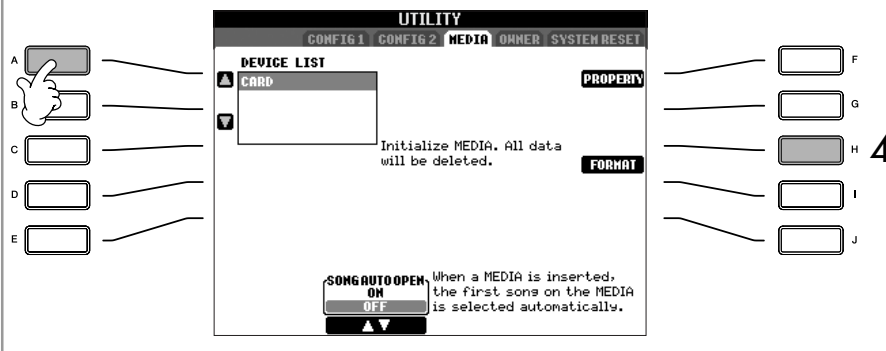 UTILITY
CONFIG 1 CONFIG 2 MEDIA OWNER SYSTEM RESET
DEVICE LIST
CARD
PROPERTY
Initialize MEDIA. All data
will be deleted.
FORMAT
SONG AUTO OPEN
ON
OFF
When a MEDIA is inserted,
the first song on the MEDIA
is selected automatically.
A
B
C
D
E
F
G
H
I
J
4